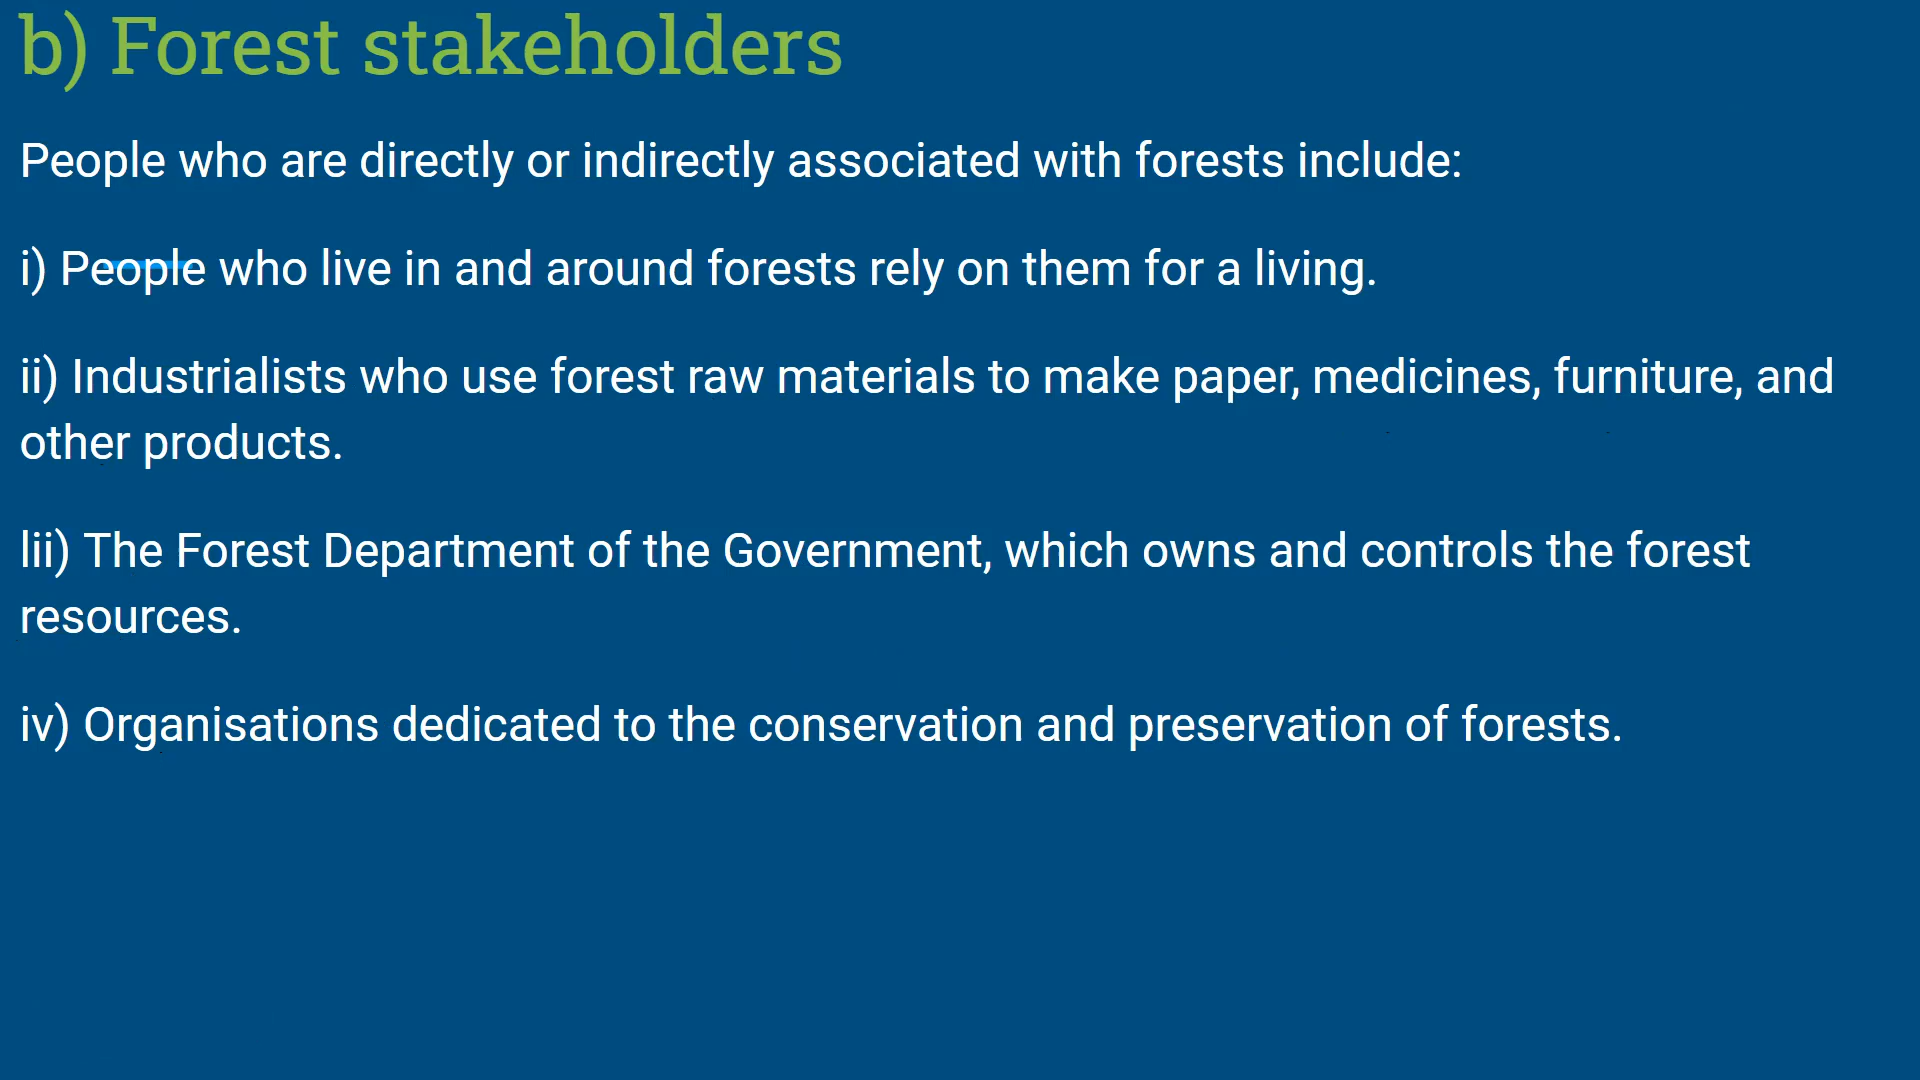 b) Forest stakeholders
People who are directly or indirectly associated with forests include:
i) People who live in and around forests rely on them for a living.
ii) Industrialists who use forest raw materials to make paper, medicines, furniture, and
other products.
lii) The Forest Department of the Government, which owns and controls the forest
resources.
iv) Organisations dedicated to the conservation and preservation of forests.